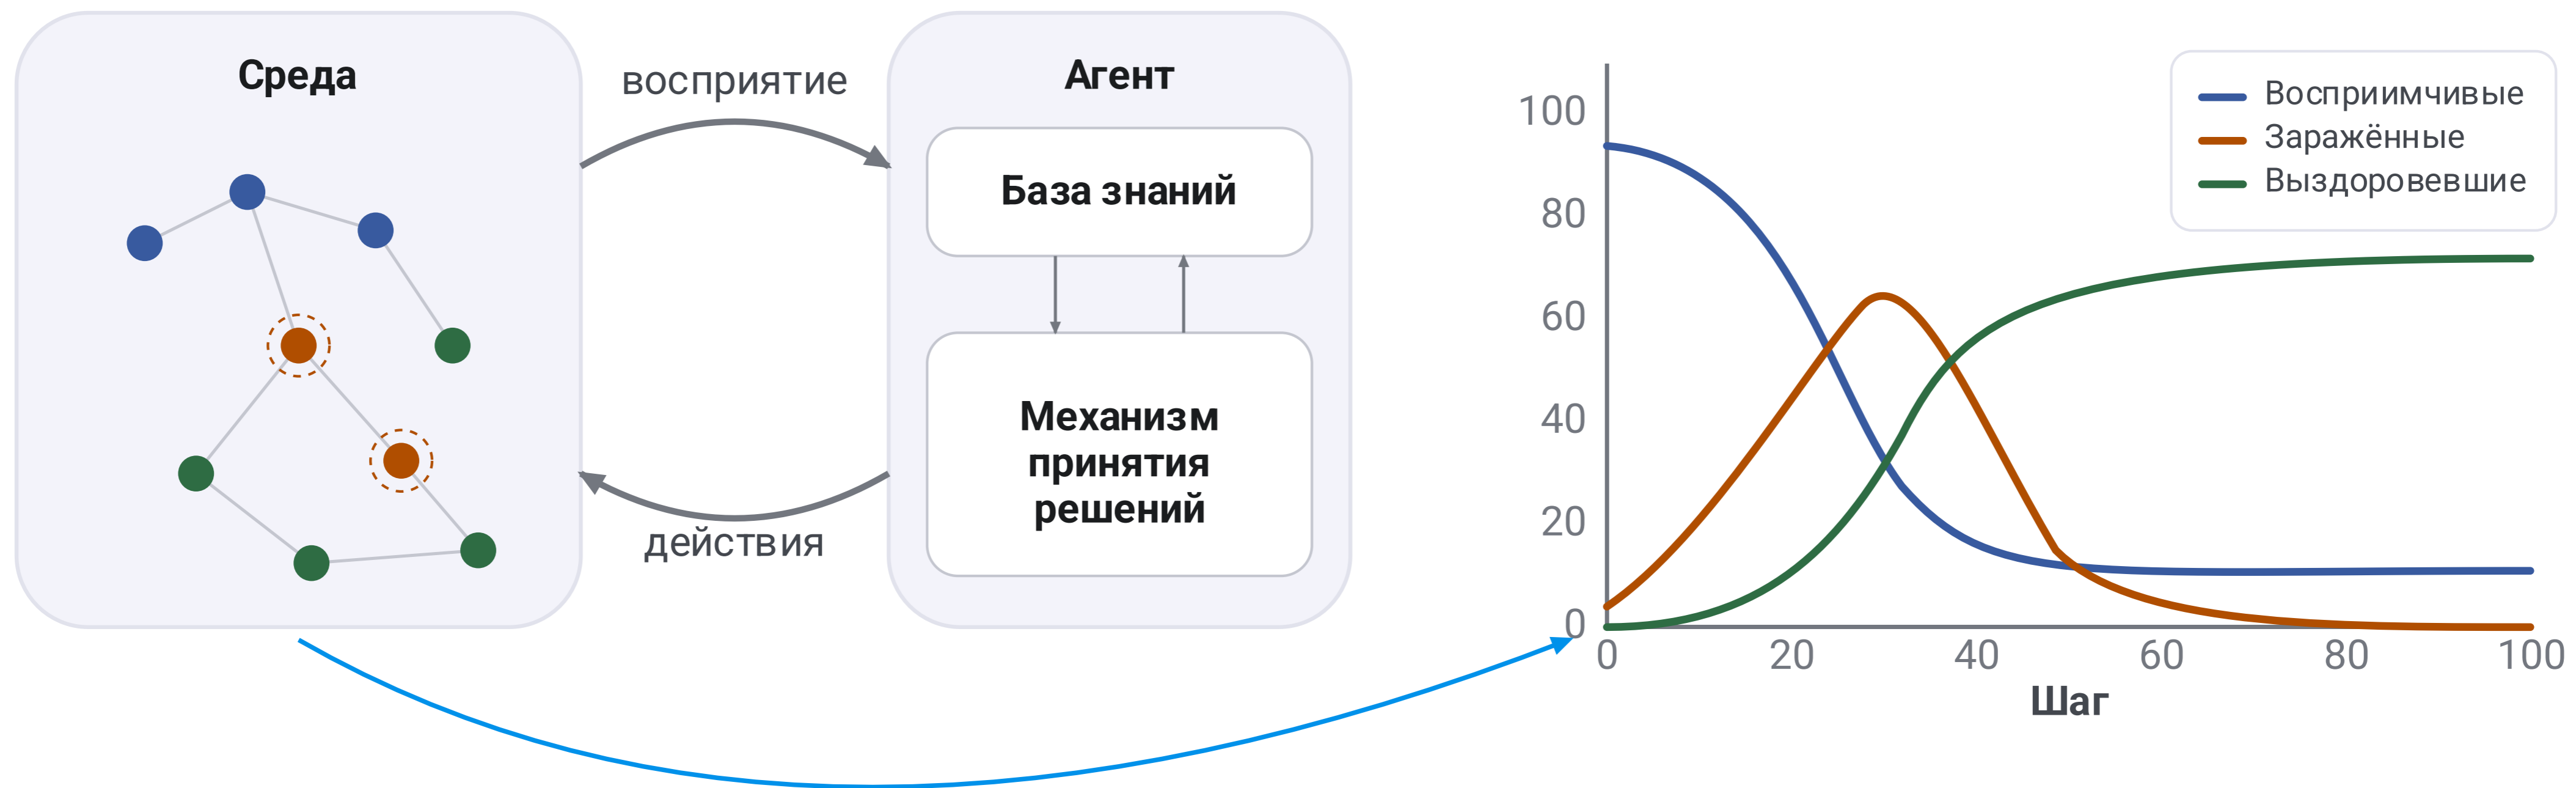 Среда
восприятие
действия
Агент
База знаний
Механизм
принятия
решений
100
80
60
40
20
0
0 20 40 60 80 100
Шаг
Восприимчивые
Заражённые
Выздоровевшие